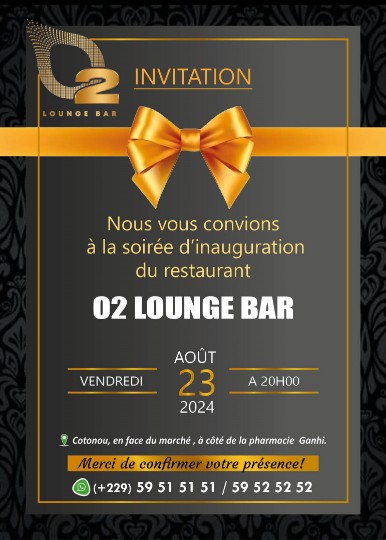 O2
LOUNGE BAR
INVITATION
Nous vous convions
à la soirée d'inauguration
du restaurant
O2 LOUNGE BAR
AOÛT
VENDREDI 23 A 20H00
2024
Cotonou, en face du marché , à côté de la pharmacie Ganhi.
Merci de confirmer votre présence!
(+229) 59 51 51 51 / 59 52 52 52